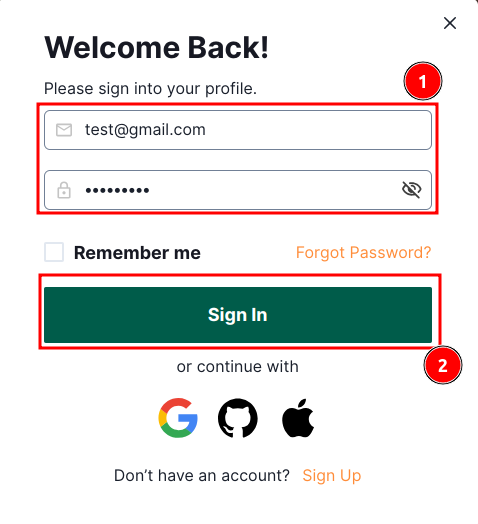 Welcome Back!
Please sign into your profile.
1
test@gmail.com
•••••••••
Remember me Forgot Password?
Sign In
2
or continue with
Don’t have an account? Sign Up